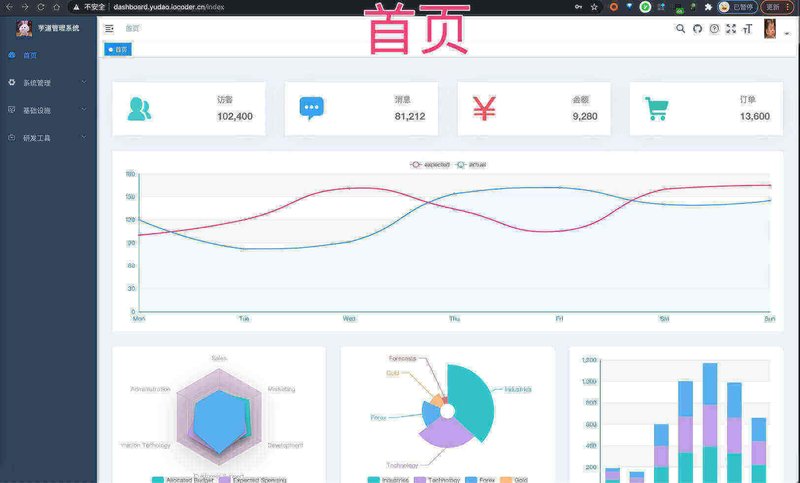 不安全 dashboard.yudao.iocoder.cn/index
已暂停
更新
首页
芋道管理系统
首页
首页
首页
系统管理
基础设施
研发工具
访客
102,400
消息
81,212
金额
9,280
订单
13,600
expected actual
180
150
120
90
60
30
0
Mon Tue Wed Thu Fri Sat Sun
Sales
Administration
Marketing
Development
Allocated Budget Expected Spending
Forecasts
Gold
Industries
Forex
Technology
Industries Technology Forex Gold
1,200
1,000
800
600
400
200